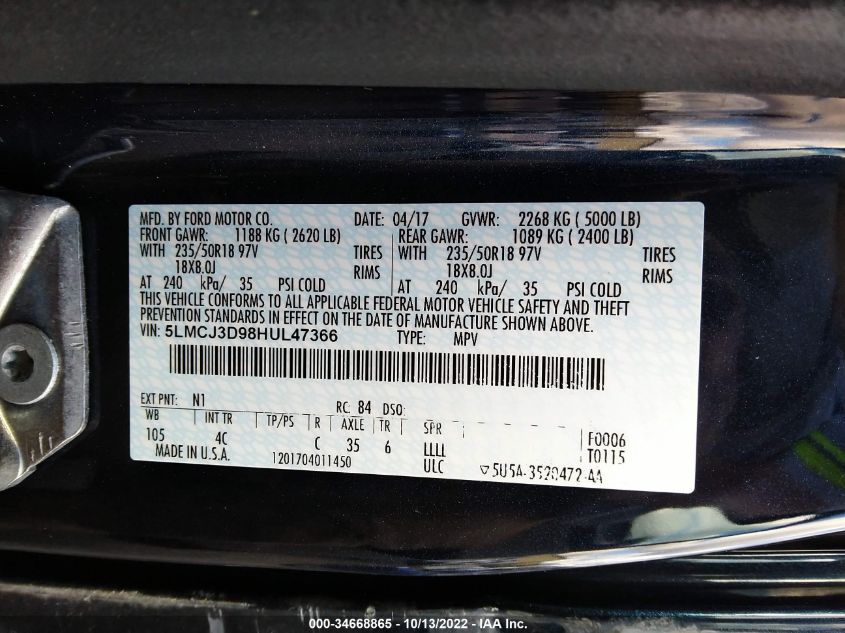 MFD. BY FORD MOTOR CO. DATE: 04/17 GVWR: 2268 KG ( 5000 LB)
FRONT GAWR: 1188 KG ( 2620 LB) REAR GAWR: 1089 KG ( 2400 LB)
WITH 235/50R18 97V TIRES WITH 235/50R18 97V TIRES
18X8.0J RIMS 18X8.0J RIMS
AT 240 kPa/ 35 PSI COLD AT 240 kPa/ 35 PSI COLD
THIS VEHICLE CONFORMS TO ALL APPLICABLE FEDERAL MOTOR VEHICLE SAFETY AND THEFT
PREVENTION STANDARDS IN EFFECT ON THE DATE OF MANUFACTURE SHOWN ABOVE.
VIN: 5LMCJ3D98HUL47366 TYPE: MPV
EXT PNT: N1 RC: 84 DSO:
WB INT TR TP/PS R AXLE TR SPR
105 4C C 35 6 LLLL F0006
MADE IN U.S.A. 1201704011450 ULC T0115
5U5A-3520472-AA
000-34668865 - 10/13/2022 - IAA Inc.